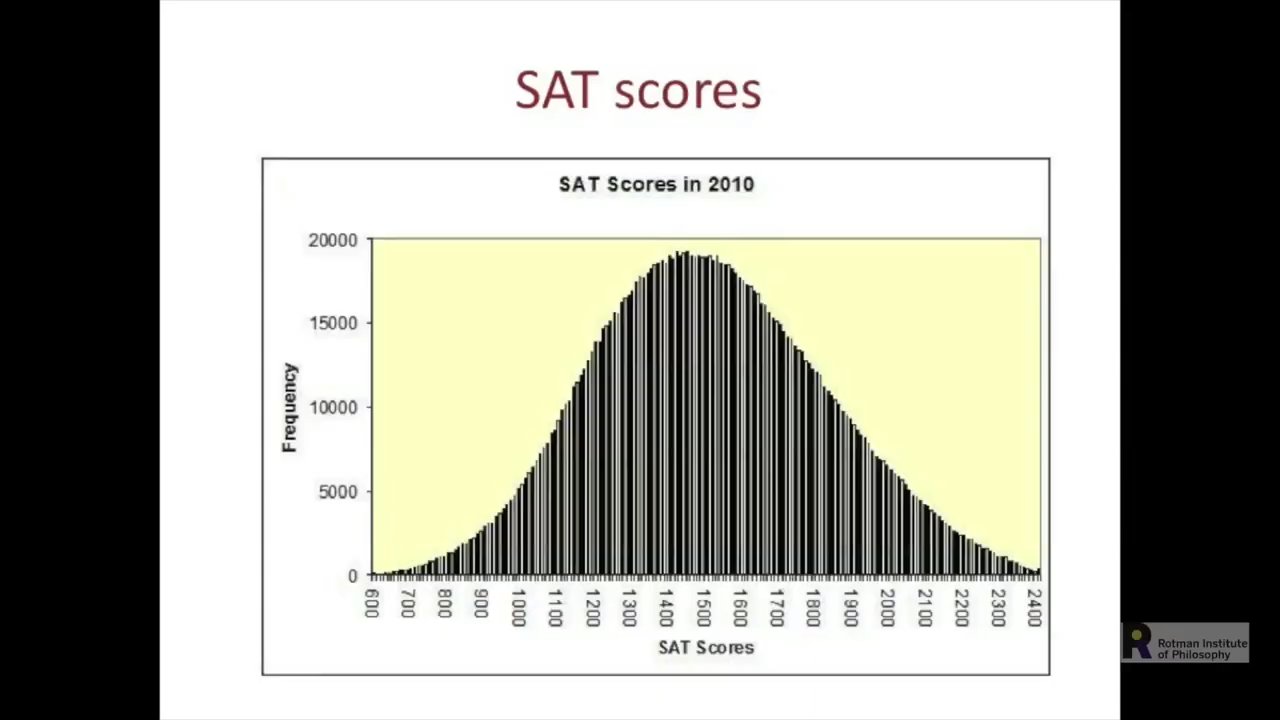 SAT scores
SAT Scores in 2010
20000
15000
10000
5000
0
Frequency
600 700 800 900 1000 1100 1200 1300 1400 1500 1600 1700 1800 1900 2000 2100 2200 2300 2400
SAT Scores
R Rotman Institute
of Philosophy